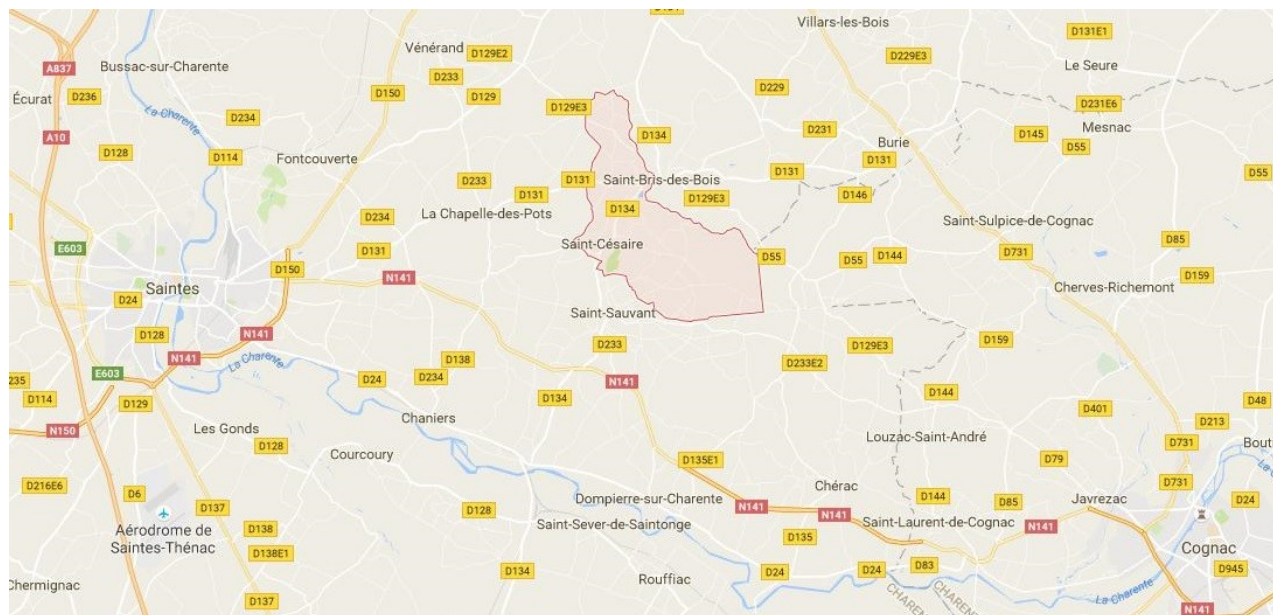 D131
Villars-les-Bois
D131E1
Vénérand
D129E2
D229E3
Le Seure
A837
Bussac-sur-Charente
D233
D229
Écurat
D236
D150
D129
D129E3
D231E6
La Charente
D234
Mesnac
A10
D134
D231
D145
D55
Burie
D128
D114
Fontcouverte
D131
D131
D55
D233
D131
Saint-Bris-des-Bois
D131
D146
D129E3
D234
La Chapelle-des-Pots
D134
Saint-Sulpice-de-Cognac
E603
D131
Saint-Césaire
D85
D731
D150
N141
D55
D55
D144
D159
Saintes
D24
Cherves-Richemont
Saint-Sauvant
D128
N141
D233
D129E3
D159
N141
La Charente
D138
D233E2
E603
D24
D234
N141
D235
D114
D129
D134
D144
D401
D48
Chaniers
D213
N150
Les Gonds
D128
Louzac-Saint-André
D731
Courcoury
D135E1
D79
D216E6
D6
D731
Chérac
D137
Dompierre-sur-Charente
D144
D85
Javrezac
D24
N141
N141
Aérodrome de
Saintes-Thénac
D138
D128
Saint-Sever-de-Saintonge
Saint-Laurent-de-Cognac
N141
D135
D138E1
Cognac
D134
Rouffiac
D24
D24
D83
D945
Chermignac
D137
N141